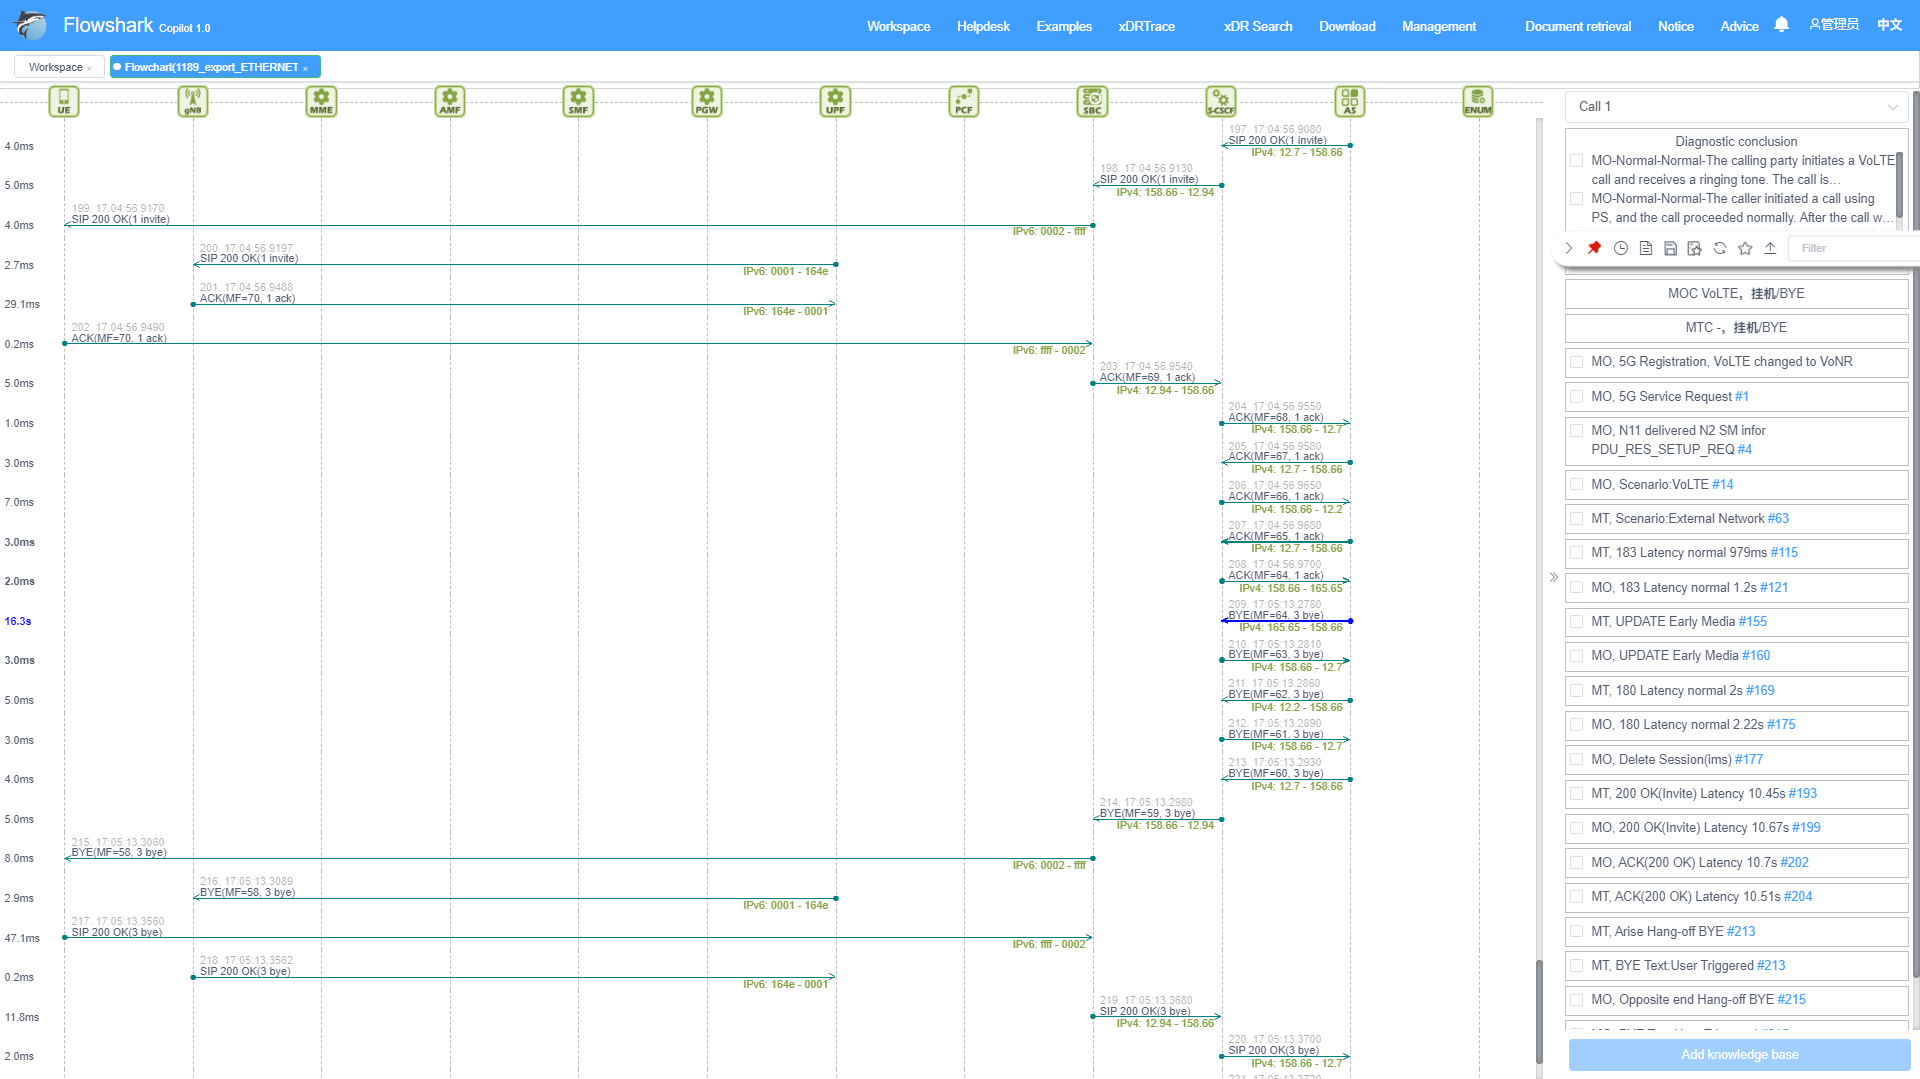 Flowshark Copilot 1.0
Workspace Helpdesk Examples xDRTrace xDR Search Download Management Document retrieval Notice Advice 管理员 中文
Workspace ×
Flowchart(1189_export_ETHERNET ×
UE gNB MME AMF SMF PGW UPF PCF SBC S-CSCF AS ENUM
197. 17:04:56.9080
4.0ms SIP 200 OK(1 invite)
IPv4: 12.7 - 158.66
198. 17:04:56.9130
5.0ms SIP 200 OK(1 invite)
IPv4: 158.66 - 12.94
199. 17:04:56.9170
SIP 200 OK(1 invite)
4.0ms
IPv6: 0002 - ffff
200. 17:04:56.9197
SIP 200 OK(1 invite)
2.7ms
IPv6: 0001 - 164e
201. 17:04:56.9488
ACK(MF=70, 1 ack)
29.1ms
IPv6: 164e - 0001
202. 17:04:56.9490
ACK(MF=70, 1 ack)
0.2ms
IPv6: ffff - 0002
203. 17:04:56.9540
ACK(MF=69, 1 ack)
5.0ms
IPv4: 12.94 - 158.66
204. 17:04:56.9550
ACK(MF=68, 1 ack)
1.0ms
IPv4: 158.66 - 12.7
205. 17:04:56.9580
ACK(MF=67, 1 ack)
3.0ms
IPv4: 12.7 - 158.66
206. 17:04:56.9650
ACK(MF=66, 1 ack)
7.0ms
IPv4: 158.66 - 12.2
207. 17:04:56.9680
ACK(MF=65, 1 ack)
3.0ms
IPv4: 12.7 - 158.66
208. 17:04:56.9700
ACK(MF=64, 1 ack)
2.0ms
IPv4: 158.66 - 165.65
209. 17:05:13.2780
BYE(MF=64, 3 bye)
16.3s
IPv4: 165.65 - 158.66
210. 17:05:13.2810
BYE(MF=63, 3 bye)
3.0ms
IPv4: 158.66 - 12.7
211. 17:05:13.2860
BYE(MF=62, 3 bye)
5.0ms
IPv4: 12.2 - 158.66
212. 17:05:13.2890
BYE(MF=61, 3 bye)
3.0ms
IPv4: 158.66 - 12.7
213. 17:05:13.2930
BYE(MF=60, 3 bye)
4.0ms
IPv4: 12.7 - 158.66
214. 17:05:13.2980
BYE(MF=59, 3 bye)
5.0ms
IPv4: 158.66 - 12.94
215. 17:05:13.3060
BYE(MF=58, 3 bye)
8.0ms
IPv6: 0002 - ffff
216. 17:05:13.3089
BYE(MF=58, 3 bye)
2.9ms
IPv6: 0001 - 164e
217. 17:05:13.3560
SIP 200 OK(3 bye)
47.1ms
IPv6: ffff - 0002
218. 17:05:13.3562
SIP 200 OK(3 bye)
0.2ms
IPv6: 164e - 0001
219. 17:05:13.3680
SIP 200 OK(3 bye)
11.8ms
IPv4: 12.94 - 158.66
220. 17:05:13.3700
SIP 200 OK(3 bye)
2.0ms
IPv4: 158.66 - 12.7
Call 1
Diagnostic conclusion
MO-Normal-Normal-The calling party initiates a VoLTE
call and receives a ringing tone. The call is…
MO-Normal-Normal-The caller initiated a call using
PS, and the call proceeded normally. After the call w…
Filter
MOC VoLTE，挂机/BYE
MTC -，挂机/BYE
MO, 5G Registration, VoLTE changed to VoNR
MO, 5G Service Request #1
MO, N11 delivered N2 SM infor
PDU_RES_SETUP_REQ #4
MO, Scenario:VoLTE #14
MT, Scenario:External Network #63
MT, 183 Latency normal 979ms #115
MO, 183 Latency normal 1.2s #121
MT, UPDATE Early Media #155
MO, UPDATE Early Media #160
MT, 180 Latency normal 2s #169
MO, 180 Latency normal 2.22s #175
MO, Delete Session(ims) #177
MT, 200 OK(Invite) Latency 10.45s #193
MO, 200 OK(Invite) Latency 10.67s #199
MO, ACK(200 OK) Latency 10.7s #202
MT, ACK(200 OK) Latency 10.51s #204
MT, Arise Hang-off BYE #213
MT, BYE Text:User Triggered #213
MO, Opposite end Hang-off BYE #215
Add knowledge base